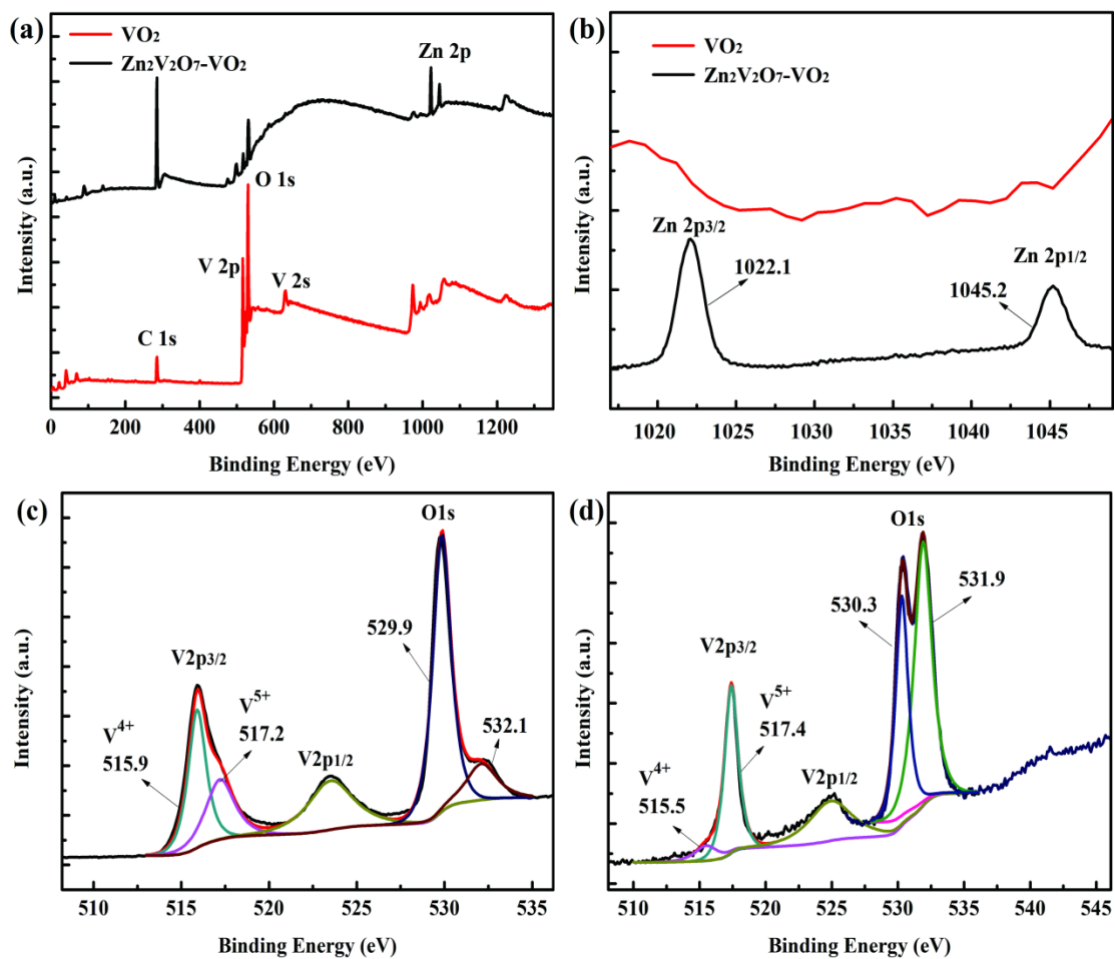 (a)
VO₂
Zn₂V₂O₇-VO₂
Zn 2p
O 1s
V 2p
V 2s
C 1s
Intensity (a.u.)
0 200 400 600 800 1000 1200
Binding Energy (eV)
(b)
VO₂
Zn₂V₂O₇-VO₂
Zn 2p3/2
1022.1
Zn 2p1/2
1045.2
Intensity (a.u.)
1020 1025 1030 1035 1040 1045
Binding Energy (eV)
(c)
O1s
529.9
V2p3/2
V⁵⁺
517.2
V⁴⁺
515.9
V2p1/2
532.1
Intensity (a.u.)
510 515 520 525 530 535
Binding Energy (eV)
(d)
O1s
530.3
531.9
V2p3/2
V⁵⁺
517.4
V⁴⁺
515.5
V2p1/2
Intensity (a.u.)
510 515 520 525 530 535 540 545
Binding Energy (eV)